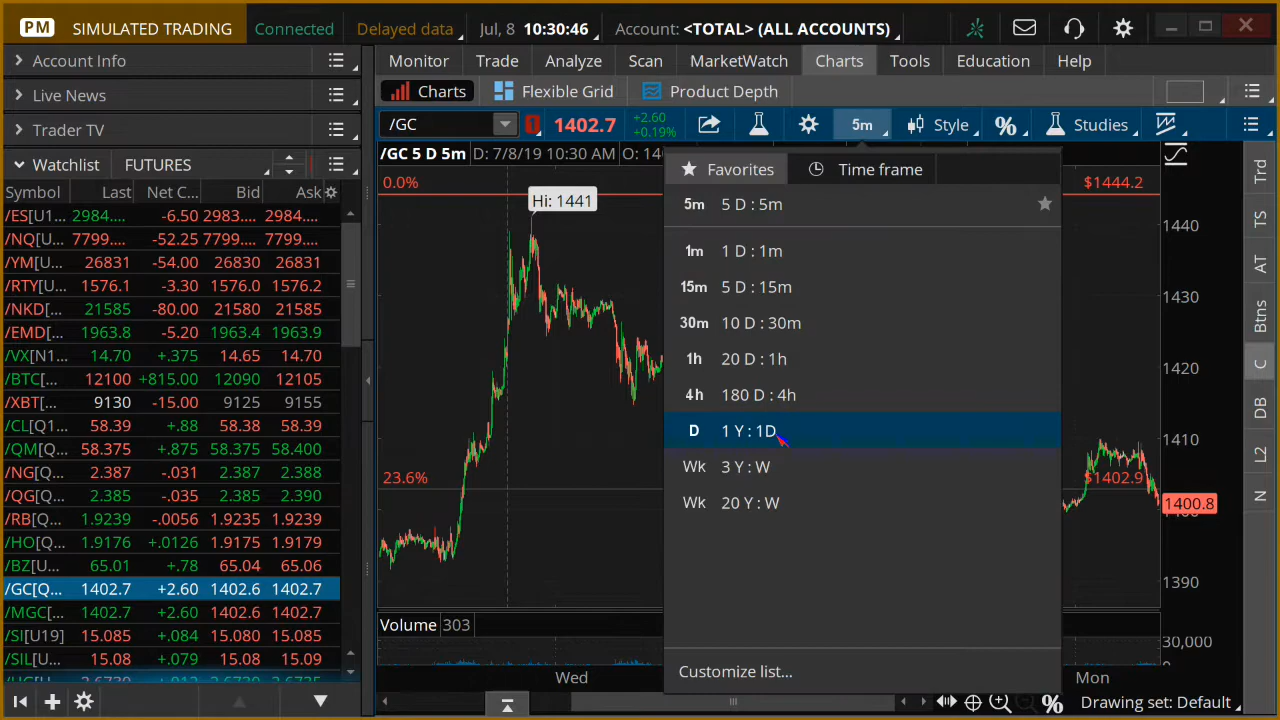 PM SIMULATED TRADING Connected Delayed data Jul, 8 10:30:46 Account: <TOTAL> (ALL ACCOUNTS)
Account Info
Live News
Trader TV
Watchlist FUTURES
Symbol Last Net C... Bid Ask
/ES[U1... 2984.... -6.50 2983.... 2984....
/NQ[U... 7799.... -52.25 7799.... 7799....
/YM[U... 26831 -54.00 26830 26831
/RTY[U... 1576.1 -3.30 1576.0 1576.2
/NKD[... 21585 -80.00 21580 21585
/EMD[... 1963.8 -5.20 1963.4 1963.9
/VX[N1... 14.70 +.375 14.65 14.70
/BTC[... 12100 +815.00 12090 12105
/XBT[... 9130 -15.00 9125 9155
/CL[U1... 58.39 +.88 58.38 58.39
/QM[U... 58.375 +.875 58.375 58.400
/NG[U... 2.387 -.031 2.387 2.388
/QG[U... 2.385 -.035 2.385 2.390
/RB[Q... 1.9239 -.0056 1.9235 1.9239
/HO[Q... 1.9176 +.0126 1.9175 1.9179
/BZ[U... 65.01 +.78 65.04 65.06
/GC[Q... 1402.7 +2.60 1402.6 1402.7
/MGC[... 1402.7 +2.60 1402.6 1402.7
/SI[U19] 15.085 +.084 15.080 15.085
/SIL[U... 15.08 +.079 15.08 15.09
Monitor Trade Analyze Scan MarketWatch Charts Tools Education Help
Charts Flexible Grid Product Depth
/GC 1402.7 +2.60 +0.19% 5m Style % Studies
/GC 5 D 5m D: 7/8/19 10:30 AM
0.0%
$1444.2
Hi: 1441
23.6%
$1402.9
1440
1430
1420
1410
1400.8
1390
Favorites Time frame
5m 5 D : 5m
1m 1 D : 1m
15m 5 D : 15m
30m 10 D : 30m
1h 20 D : 1h
4h 180 D : 4h
D 1 Y : 1D
Wk 3 Y : W
Wk 20 Y : W
Customize list...
Volume 303
30,000
Wed Mon
% Drawing set: Default
Trd
TS
AT
Btns
C
DB
L2
N